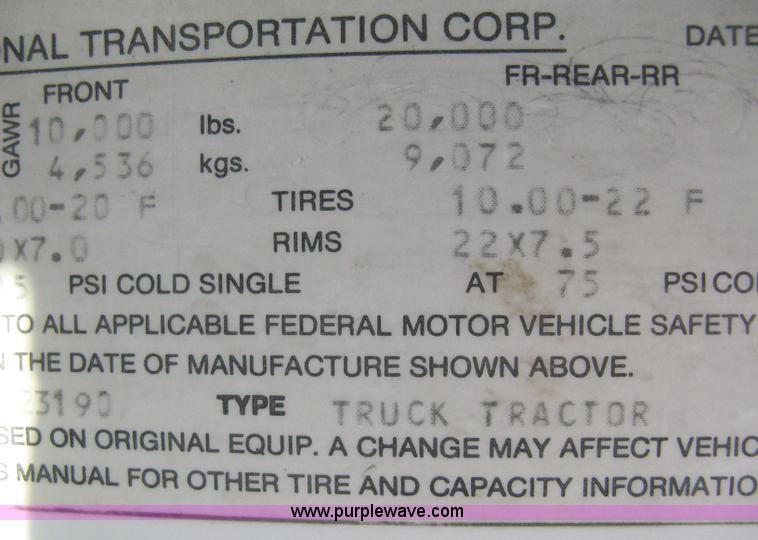 ONAL TRANSPORTATION CORP. DATE
FRONT FR-REAR-RR
GAWR 10,000 lbs. 20,000
4,536 kgs. 9,072
.00-20 F TIRES 10.00-22 F
X7.0 RIMS 22X7.5
5 PSI COLD SINGLE AT 75 PSI CO
TO ALL APPLICABLE FEDERAL MOTOR VEHICLE SAFETY
N THE DATE OF MANUFACTURE SHOWN ABOVE.
23190 TYPE TRUCK TRACTOR
SED ON ORIGINAL EQUIP. A CHANGE MAY AFFECT VEHIC
S MANUAL FOR OTHER TIRE AND CAPACITY INFORMATIO
www.purplewave.com